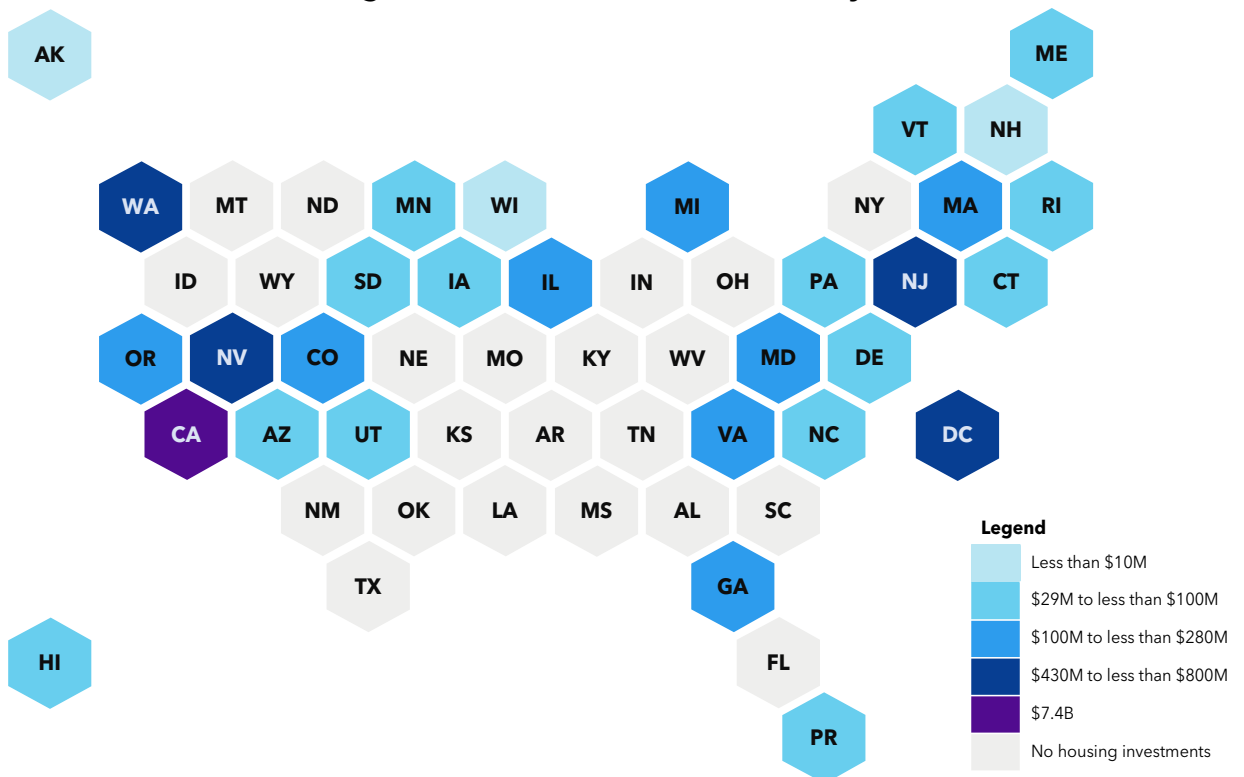 AK
ME
VT
NH
WA
MT
ND
MN
WI
MI
NY
MA
RI
ID
WY
SD
IA
IL
IN
OH
PA
NJ
CT
OR
NV
CO
NE
MO
KY
WV
MD
DE
CA
AZ
UT
KS
AR
TN
VA
NC
DC
NM
OK
LA
MS
AL
SC
TX
GA
HI
FL
PR
Legend
Less than $10M
$29M to less than $100M
$100M to less than $280M
$430M to less than $800M
$7.4B
No housing investments